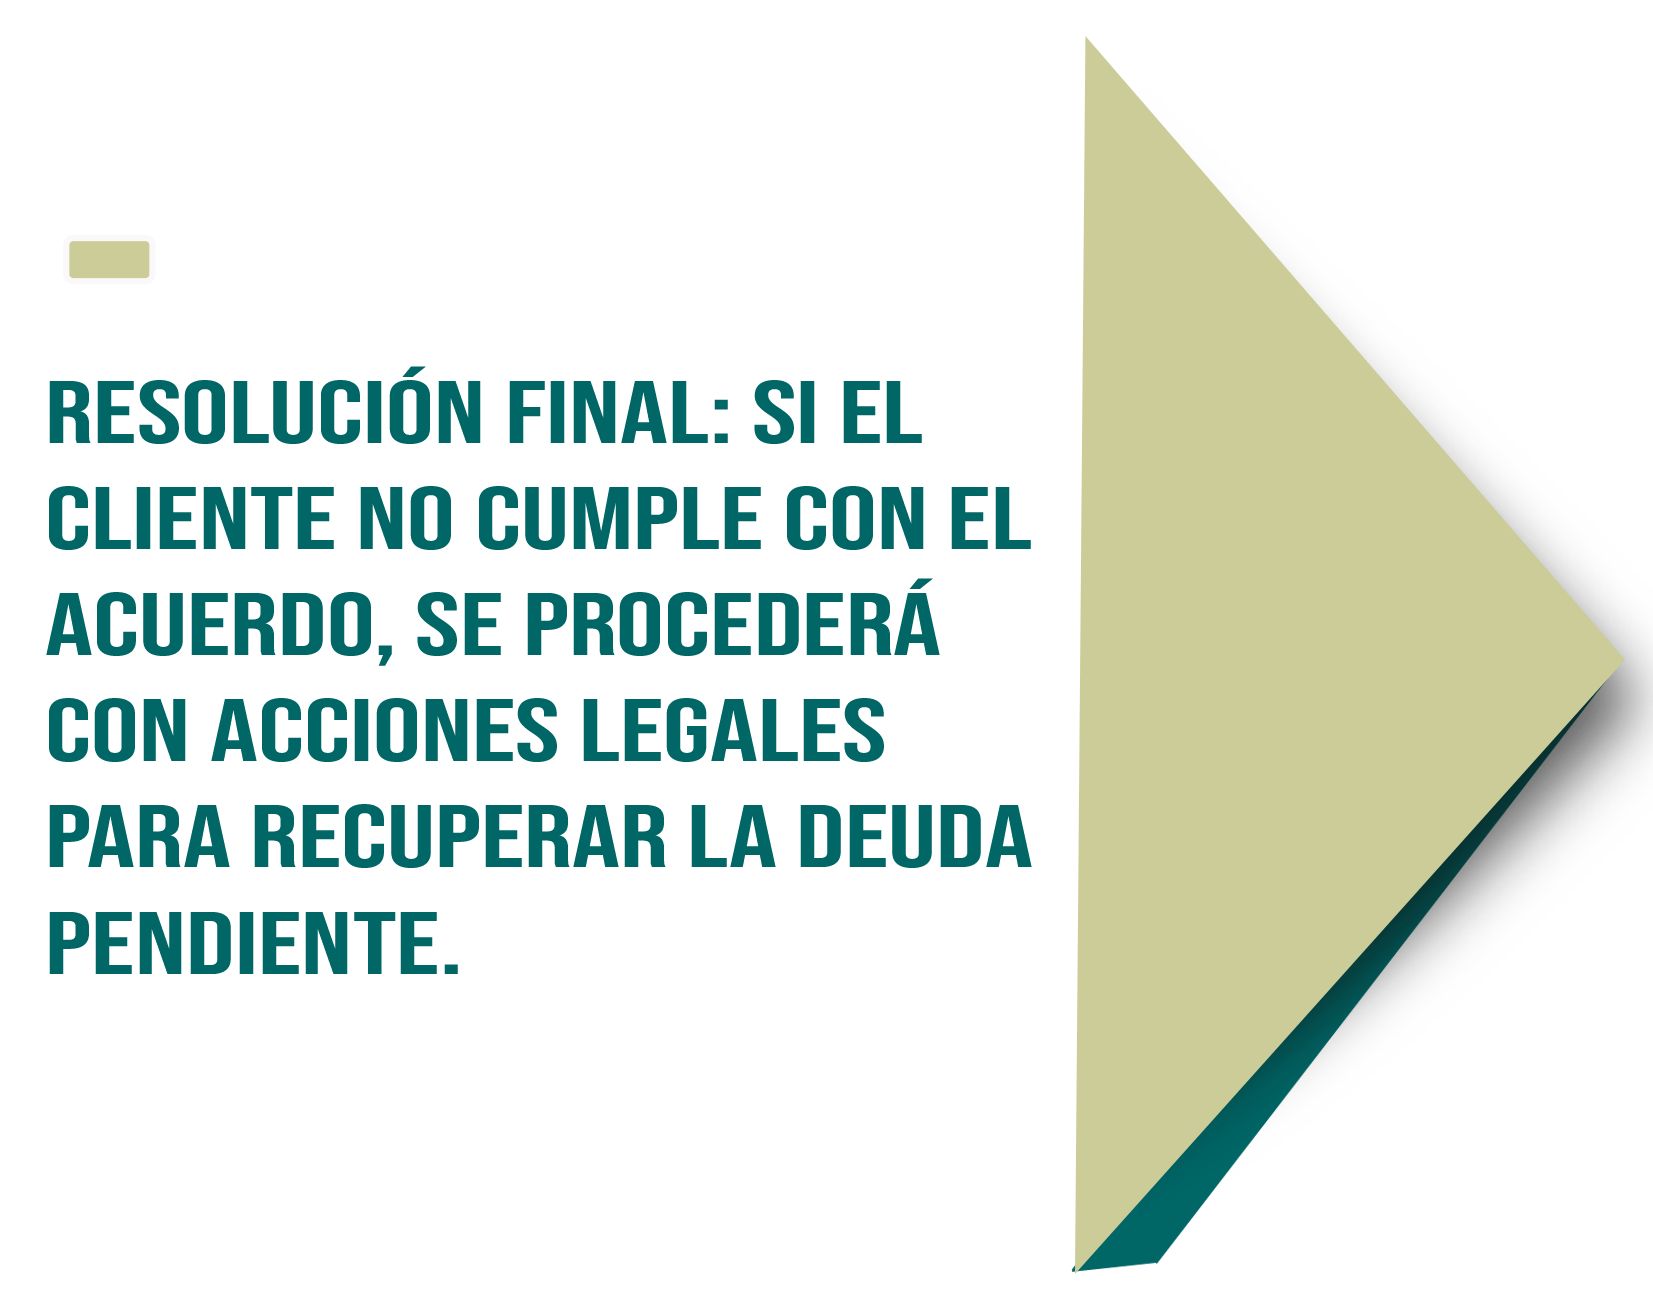 RESOLUCIÓN FINAL: SI EL
CLIENTE NO CUMPLE CON EL
ACUERDO, SE PROCEDERÁ
CON ACCIONES LEGALES
PARA RECUPERAR LA DEUDA
PENDIENTE.